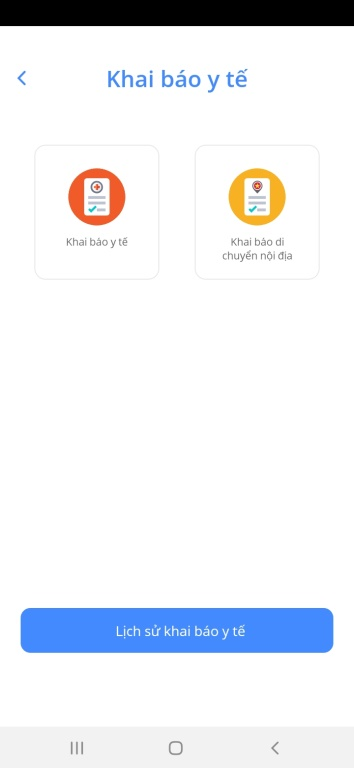 Khai báo y tế
Khai báo y tế
Khai báo di
chuyển nội địa
Lịch sử khai báo y tế